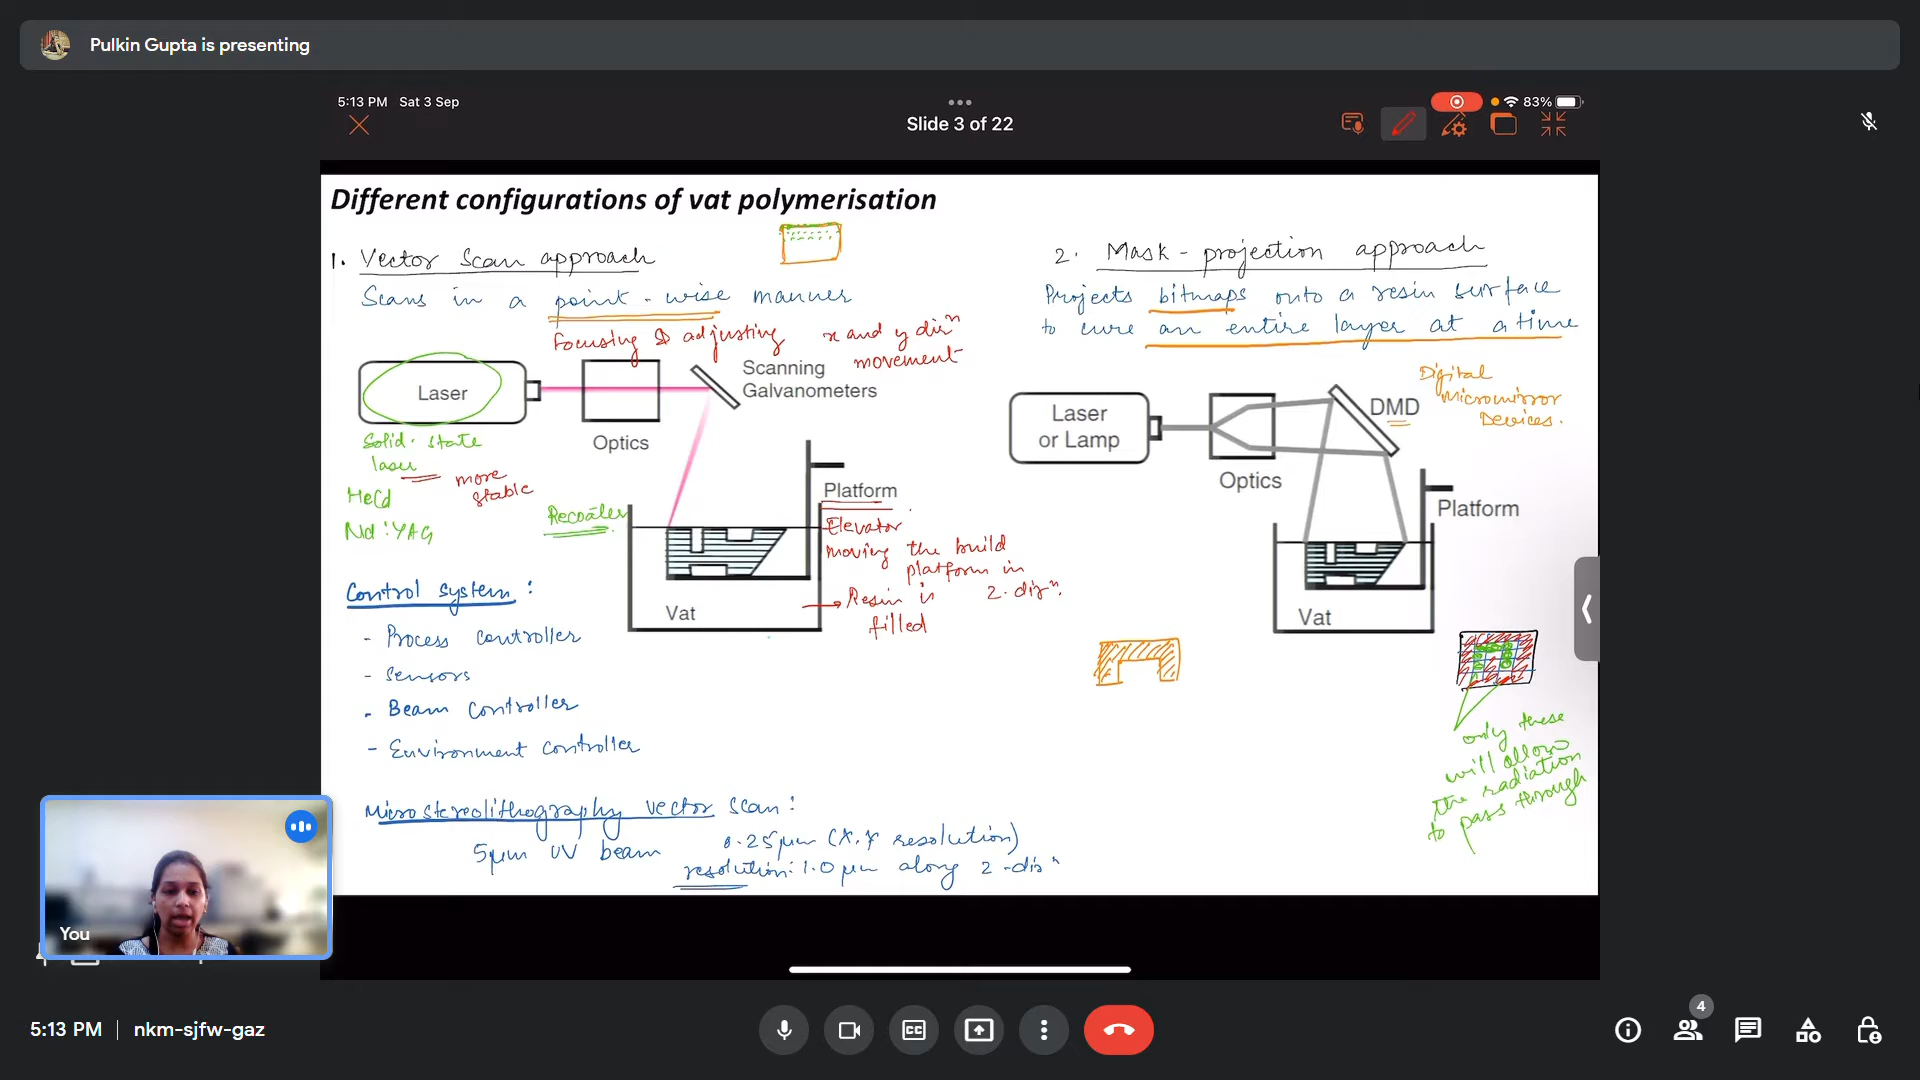 Pulkin Gupta is presenting
5:13 PM Sat 3 Sep
83%
Slide 3 of 22
Different configurations of vat polymerisation
1. Vector Scan approach
Scans in a point-wise manner
Focusing & adjusting x and y dirⁿ
movement
Laser
Optics
Scanning
Galvanometers
Solid-state
laser
more
stable
HeCd
Nd:YAG
Recoater
Platform
Elevator
moving the build
platform in
z-dirⁿ.
Resin is
filled
Vat
Control system:
- Process controller
- Sensors
- Beam controller
- Environment controller
Microstereolithography vector scan:
5μm UV beam
0.25μm (X,Y resolution)
resolution: 1.0 μm along z-dirⁿ
2. Mask-projection approach
Projects bitmaps onto a resin surface
to cure an entire layer at a time
Digital
Micromirror
Devices.
Laser
or Lamp
Optics
DMD
Platform
Vat
only these
will allow
the radiation
to pass through
You
5:13 PM | nkm-sjfw-gaz
CC
4